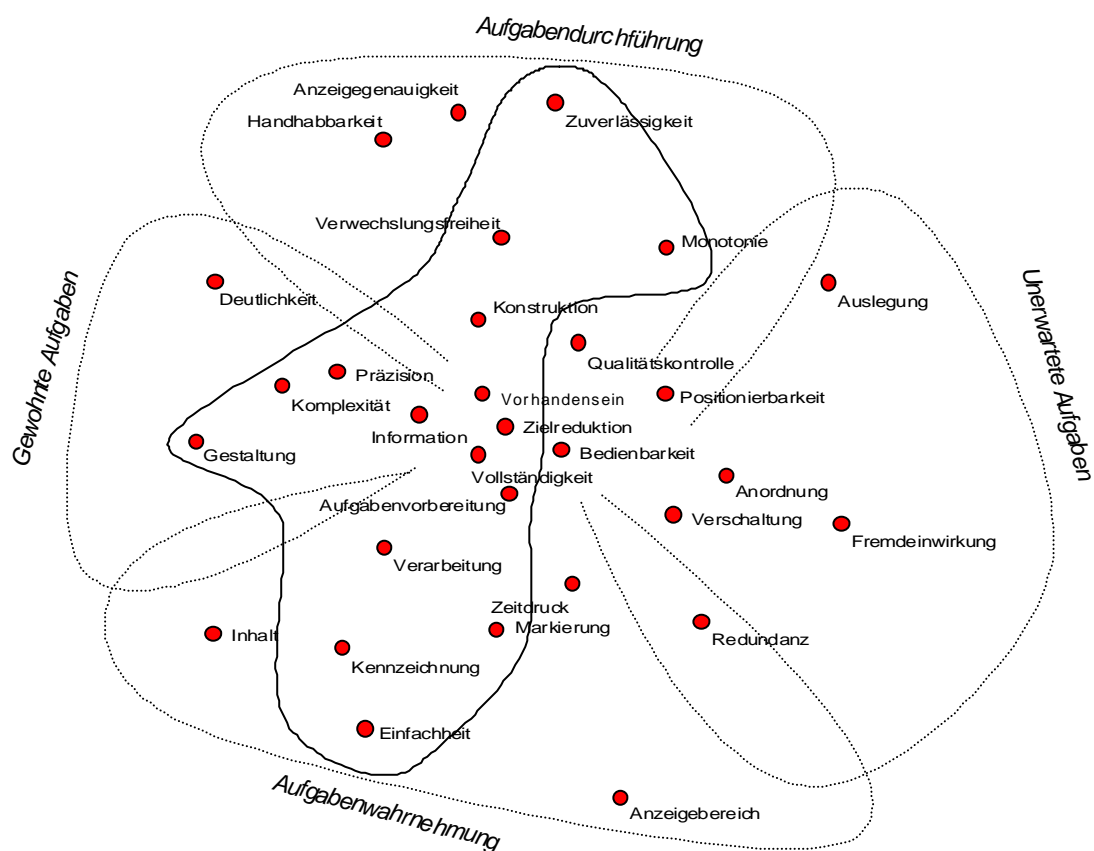 Aufgabendurchführung
Anzeigegenauigkeit
Handhabbarkeit
Zuverlässigkeit
Verwechslungsfreiheit
Monotonie
Deutlichkeit
Auslegung
Gewohnte Aufgaben
Unerwartete Aufgaben
Konstruktion
Qualitätskontrolle
Präzision
Komplexität
Vorhandensein
Positionierbarkeit
Information
Zielreduktion
Gestaltung
Bedienbarkeit
Vollständigkeit
Anordnung
Aufgabenvorbereitung
Verschaltung
Fremdeinwirkung
Verarbeitung
Zeitdruck
Markierung
Inhalt
Redundanz
Kennzeichnung
Einfachheit
Aufgabenwahrnehmung
Anzeigebereich